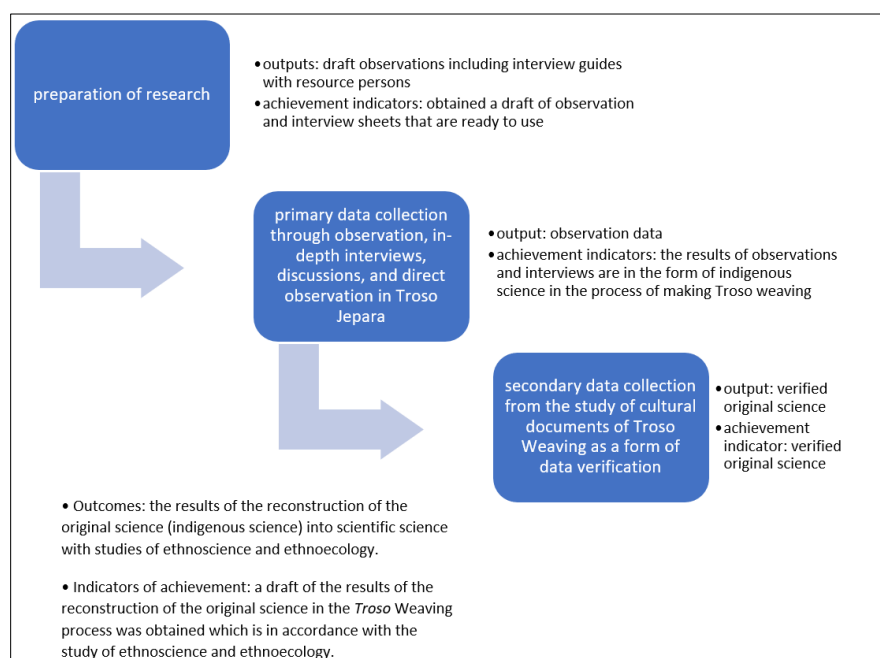 preparation of research
•outputs: draft observations including interview guides
with resource persons
•achievement indicators: obtained a draft of observation
and interview sheets that are ready to use
primary data collection
through observation, in-
depth interviews,
discussions, and direct
observation in Troso
Jepara
•output: observation data
•achievement indicators: the results of observations
and interviews are in the form of indigenous
science in the process of making Troso weaving
secondary data collection
from the study of cultural
documents of Troso
Weaving as a form of
data verification
•output: verified
original science
•achievement
indicator: verified
original science
• Outcomes: the results of the reconstruction of the
original science (indigenous science) into scientific science
with studies of ethnoscience and ethnoecology.
• Indicators of achievement: a draft of the results of the
reconstruction of the original science in the Troso Weaving
process was obtained which is in accordance with the
study of ethnoscience and ethnoecology.